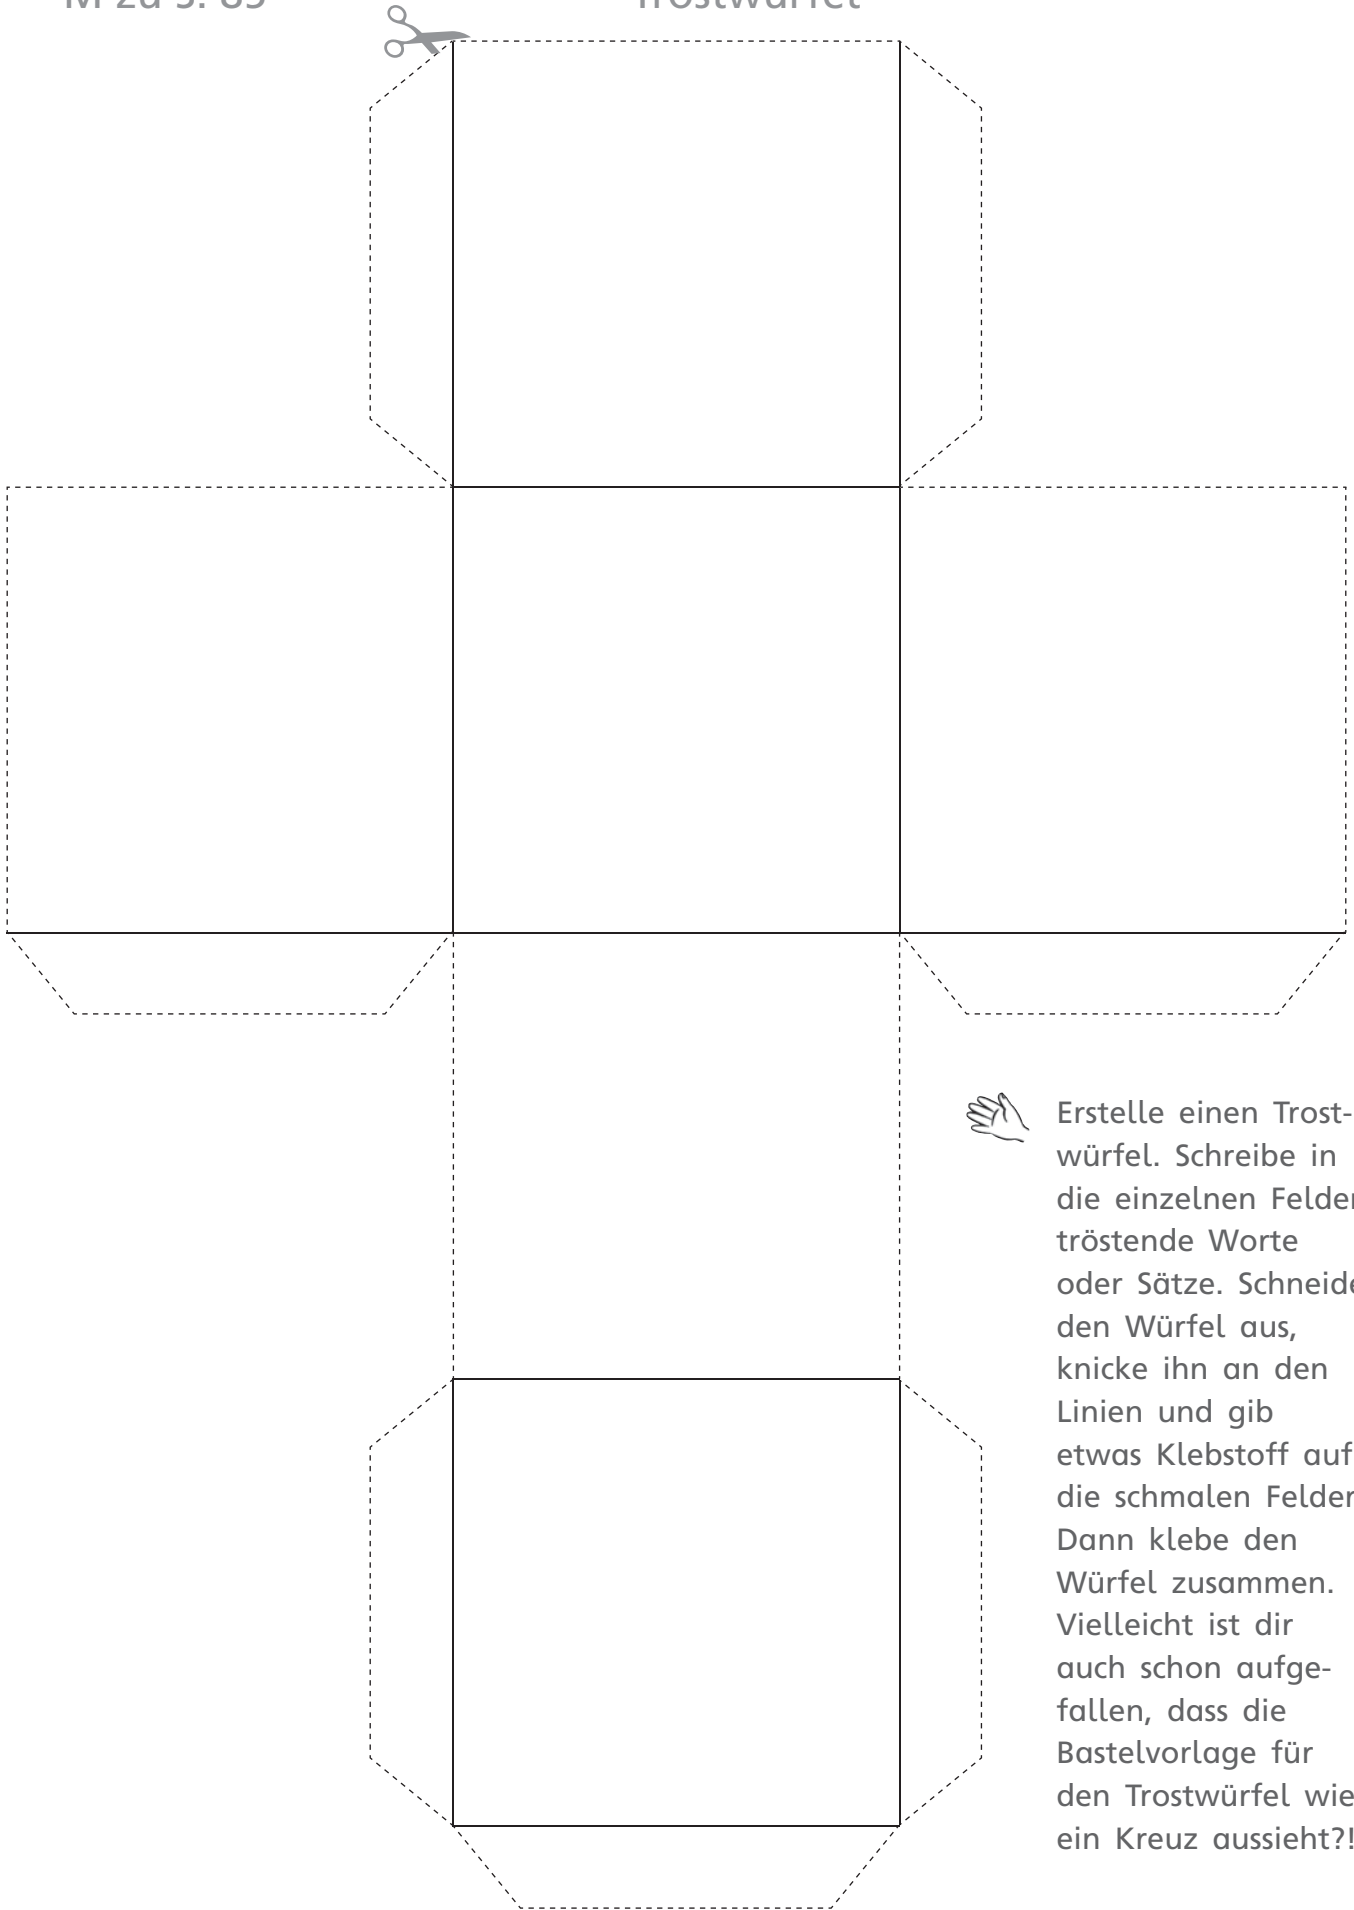 M zu S. 85
Trostwürfel
Erstelle einen Trost-
würfel. Schreibe in
die einzelnen Felder
tröstende Worte
oder Sätze. Schneide
den Würfel aus,
knicke ihn an den
Linien und gib
etwas Klebstoff auf
die schmalen Felder
Dann klebe den
Würfel zusammen.
Vielleicht ist dir
auch schon aufge-
fallen, dass die
Bastelvorlage für
den Trostwürfel wie
ein Kreuz aussieht?!